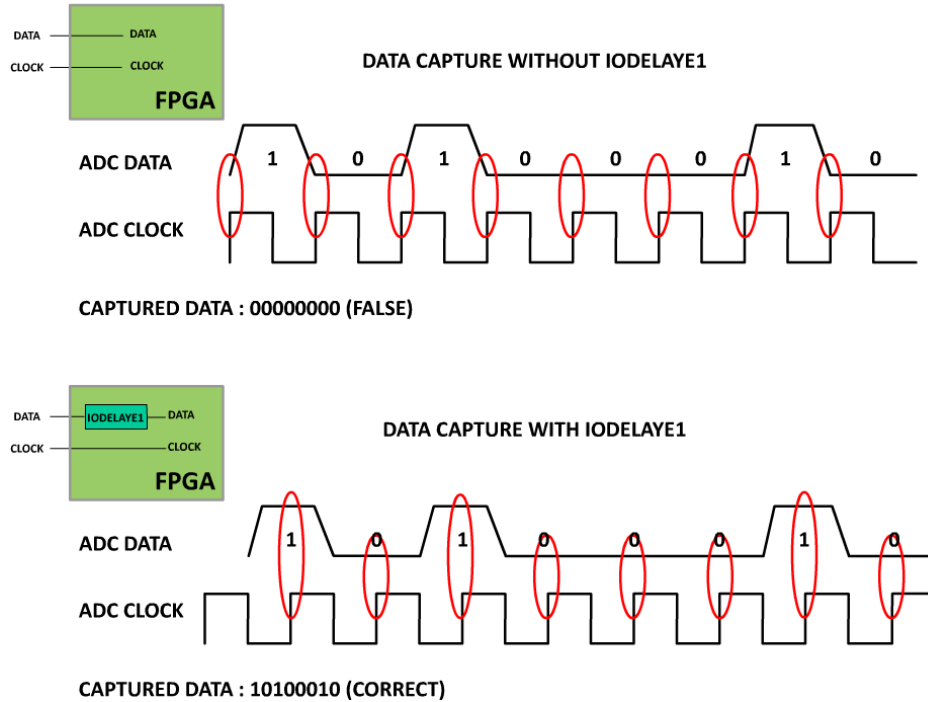 DATA DATA
CLOCK CLOCK
FPGA
DATA CAPTURE WITHOUT IODELAYE1
ADC DATA 1 0 1 0 0 0 1 0
ADC CLOCK
CAPTURED DATA : 00000000 (FALSE)
DATA IODELAYE1 DATA
CLOCK CLOCK
FPGA
DATA CAPTURE WITH IODELAYE1
ADC DATA 1 0 1 0 0 0 1 0
ADC CLOCK
CAPTURED DATA : 10100010 (CORRECT)